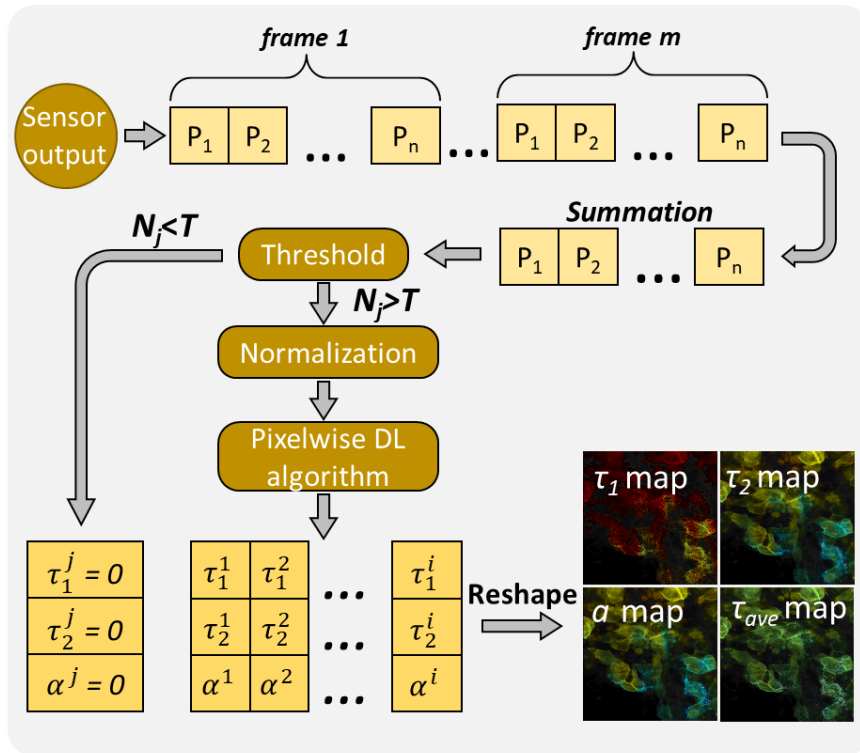 frame 1
frame m
Sensor output
P₁ P₂ ... Pₙ ... P₁ P₂ ... Pₙ
Summation
Nⱼ<T
Threshold
P₁ P₂ ... Pₙ
Nⱼ>T
Normalization
Pixelwise DL
algorithm
τ₁ map
τ₂ map
τ₁ʲ = 0
τ₁¹ τ₁² ... τ₁ⁱ
Reshape
α map
τₐᵥₑ map
τ₂ʲ = 0
τ₂¹ τ₂² ... τ₂ⁱ
αʲ = 0
α¹ α² ... αⁱ